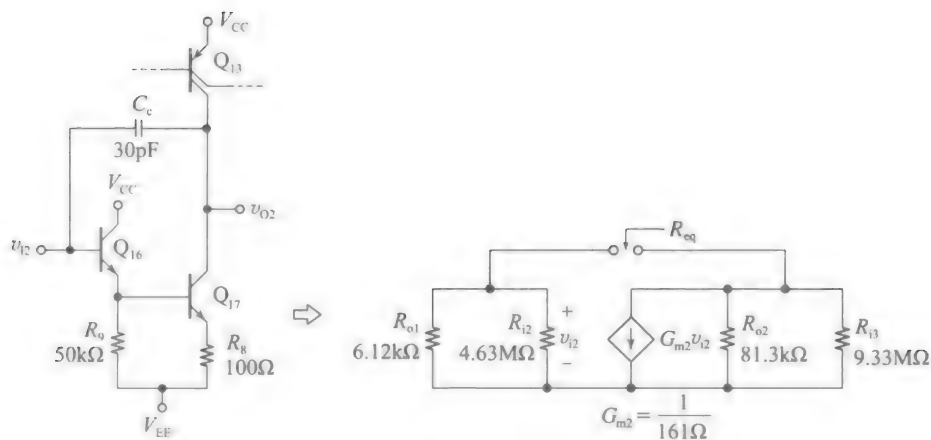 V_CC
Q_13
C_c
30pF
V_CC
v_i2
Q_16
v_O2
Q_17
R_9
50kΩ
R_8
100Ω
V_EE
R_eq
R_o1
6.12kΩ
R_i2
4.63MΩ
+
v_i2
−
G_m2 v_i2
R_o2
81.3kΩ
R_i3
9.33MΩ
G_m2 = 1/161Ω